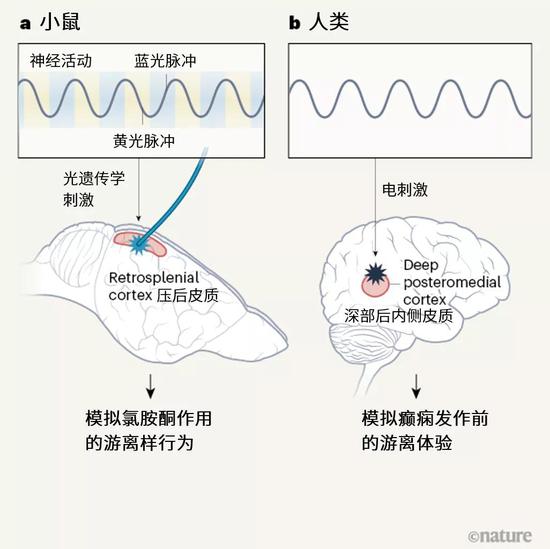 a 小鼠
神经活动
蓝光脉冲
黄光脉冲
光遗传学
刺激
Retrosplenial
cortex 压后皮质
模拟氯胺酮作用
的游离样行为
b 人类
电刺激
Deep
posteromedial
cortex
深部后内侧皮质
模拟癫痫发作前
的游离体验
©nature